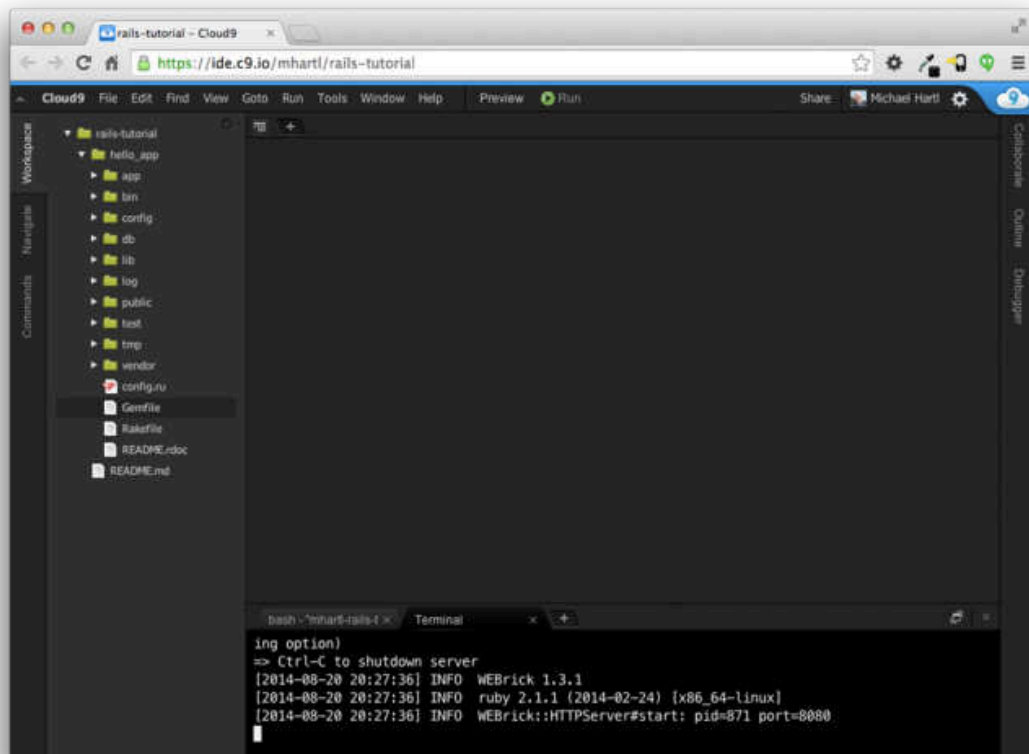 rails-tutorial - Cloud9
https://ide.c9.io/mhartl/rails-tutorial
Cloud9 File Edit Find View Goto Run Tools Window Help Preview Run Share Michael Hartl
Workspace
Navigate
Commands
rails-tutorial
hello_app
app
bin
config
db
lib
log
public
test
tmp
vendor
config.ru
Gemfile
Rakefile
README.rdoc
README.md
Collaborate
Outline
Debugger
bash - "mhartl-rails-t Terminal
ing option)
=> Ctrl-C to shutdown server
[2014-08-20 20:27:36] INFO  WEBrick 1.3.1
[2014-08-20 20:27:36] INFO  ruby 2.1.1 (2014-02-24) [x86_64-linux]
[2014-08-20 20:27:36] INFO  WEBrick::HTTPServer#start: pid=871 port=8080